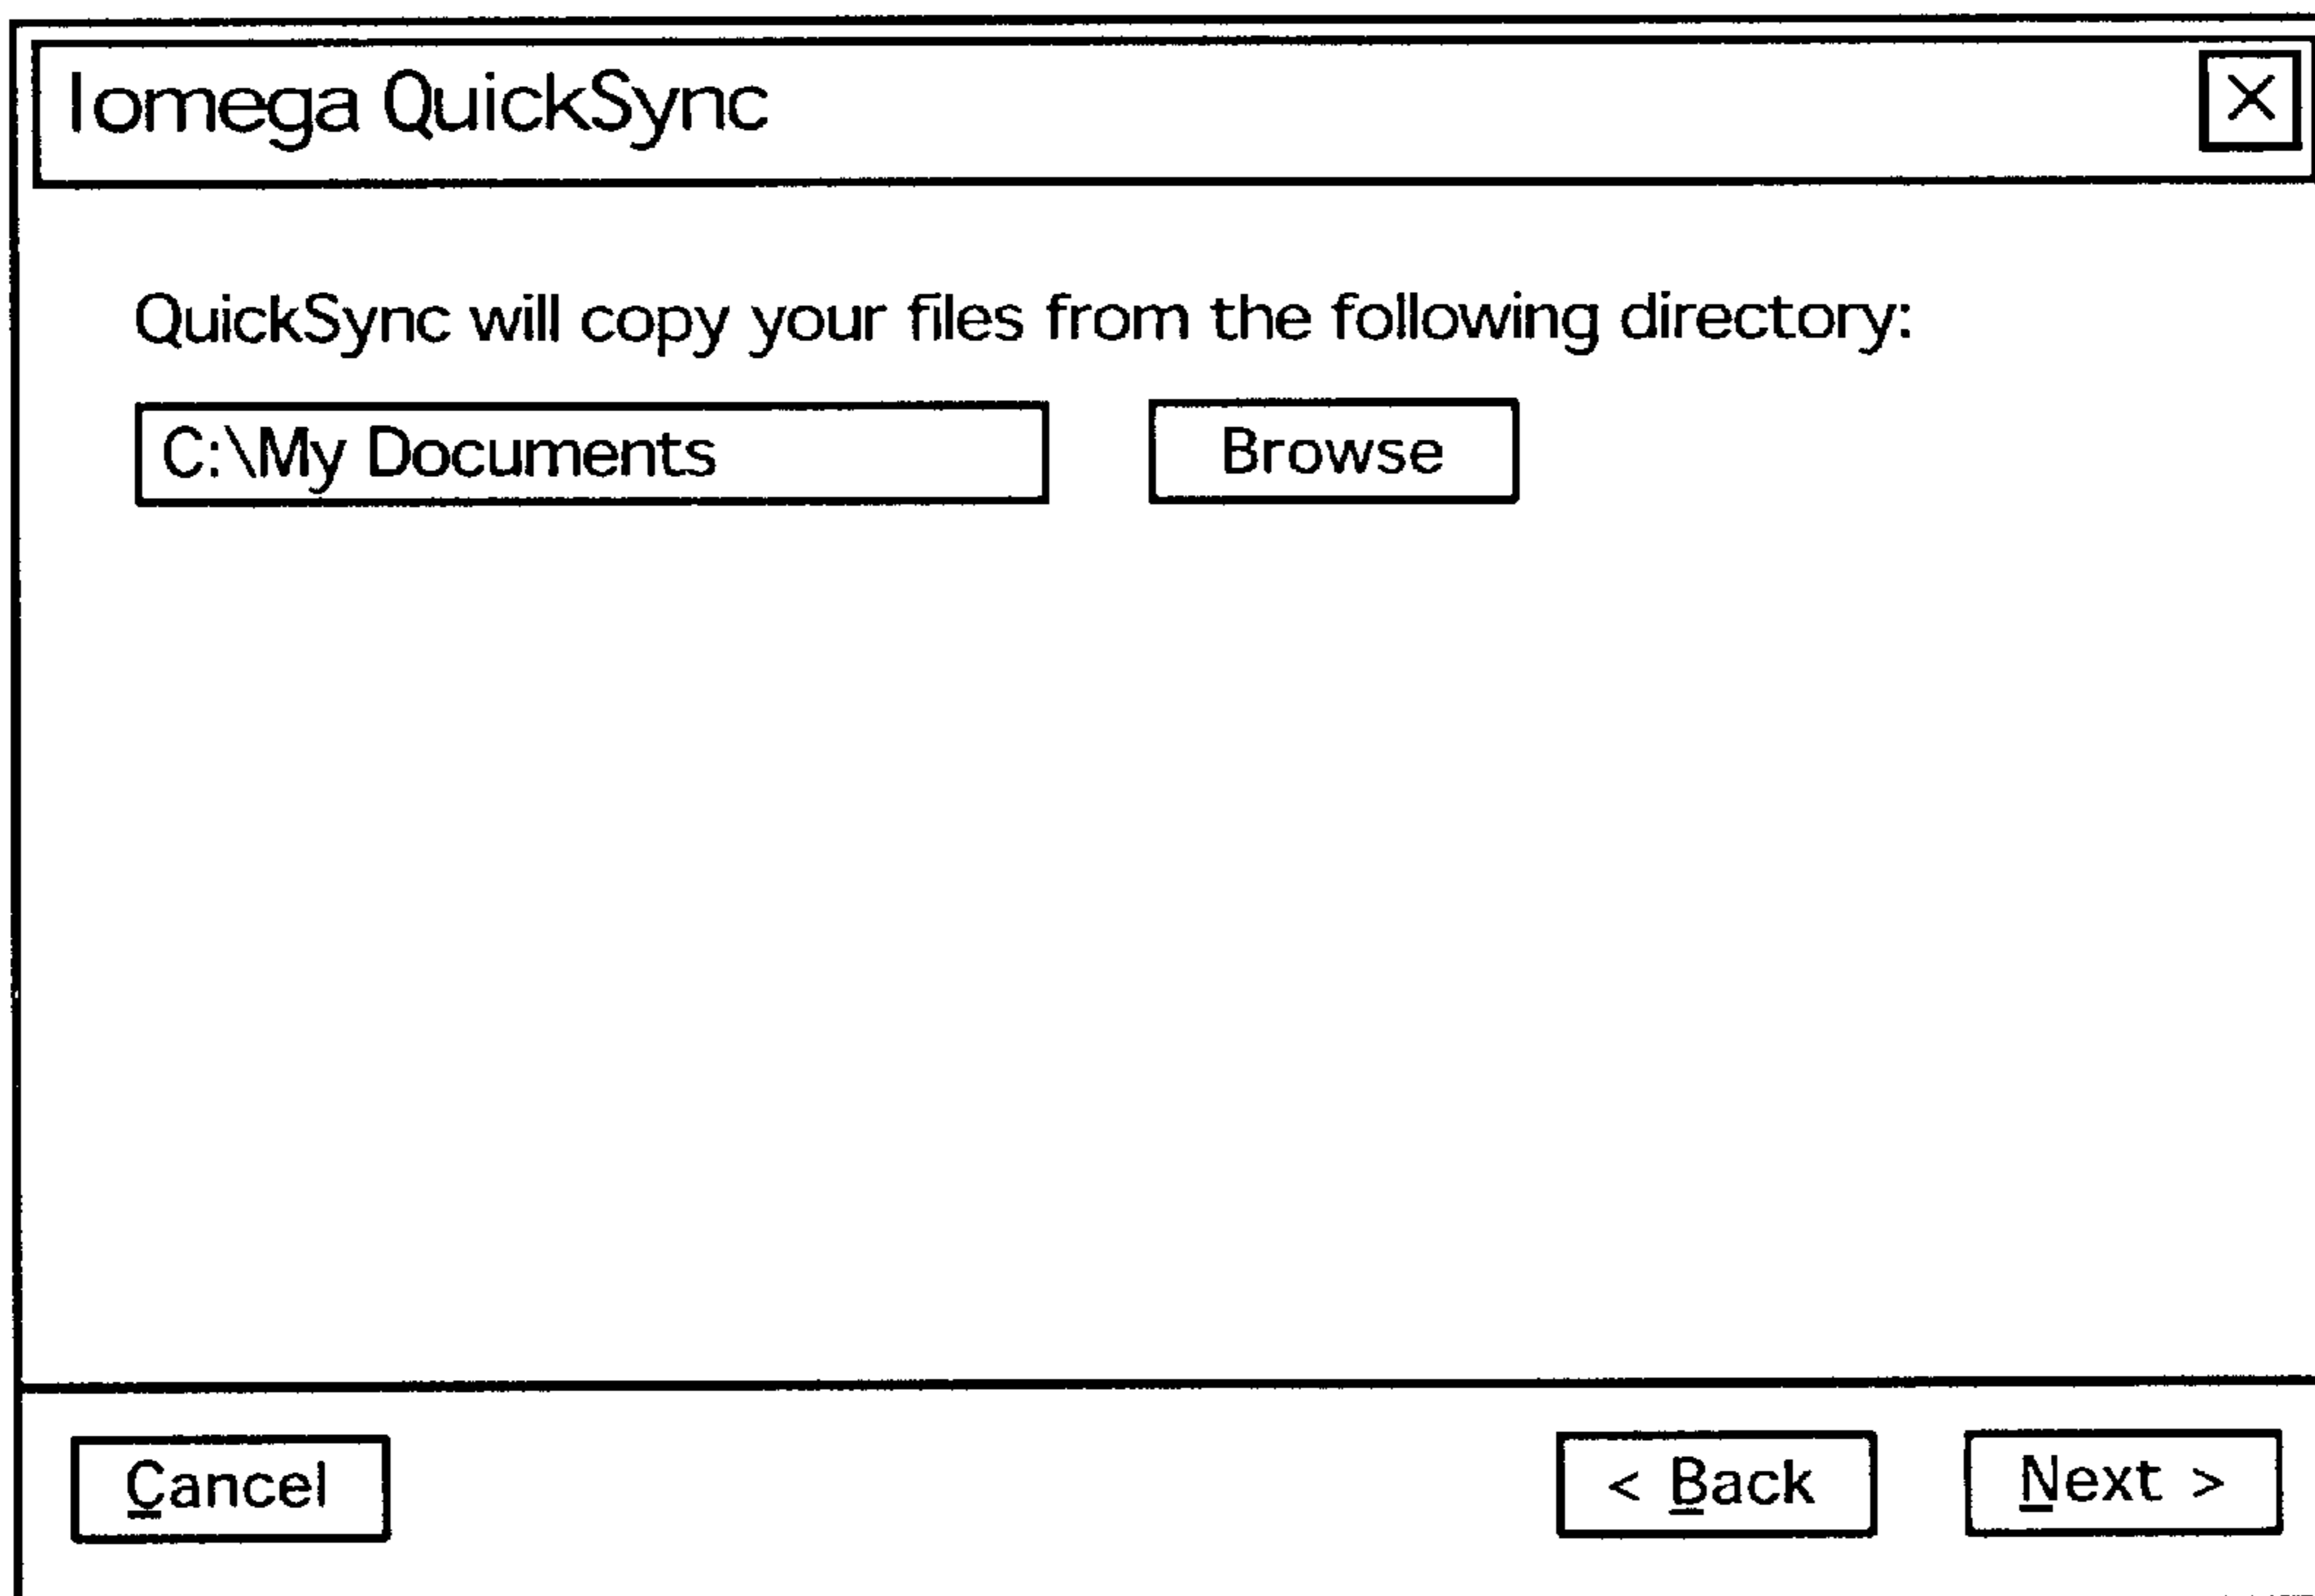 Iomega QuickSync X
QuickSync will copy your files from the following directory:
C:\My Documents Browse
Cancel < Back Next >